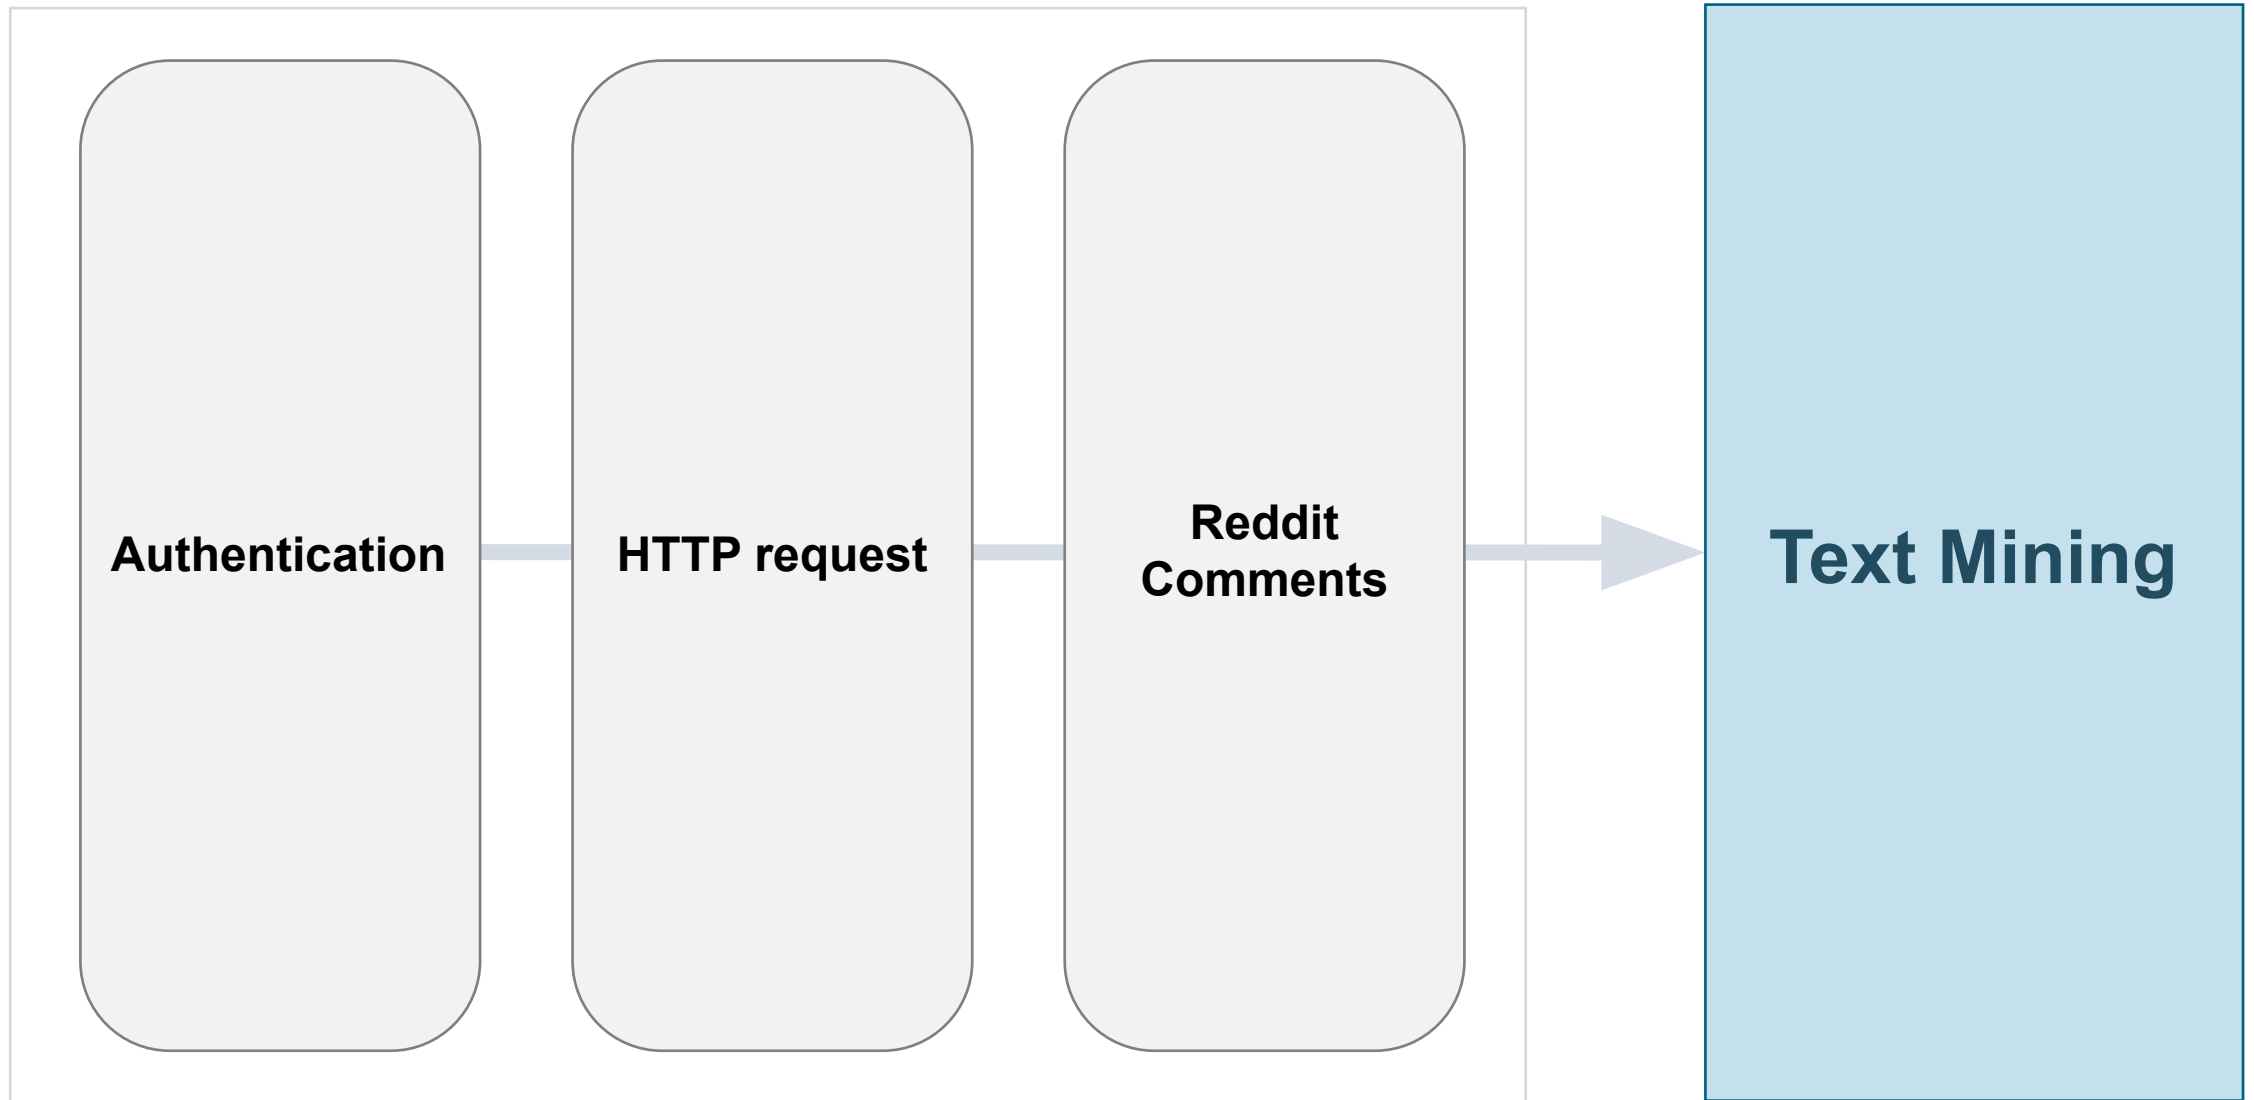 Authentication
HTTP request
Reddit
Comments
Text Mining